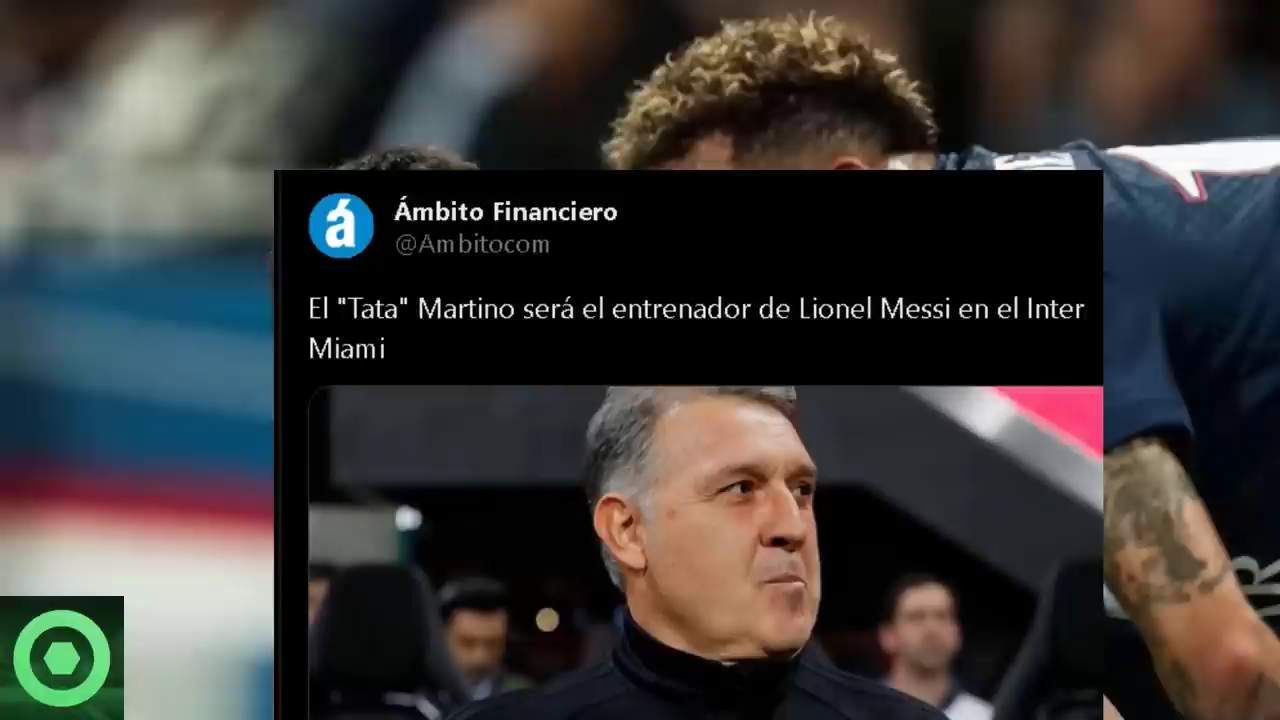 á
Ámbito Financiero
@Ambitocom
El "Tata" Martino será el entrenador de Lionel Messi en el Inter
Miami